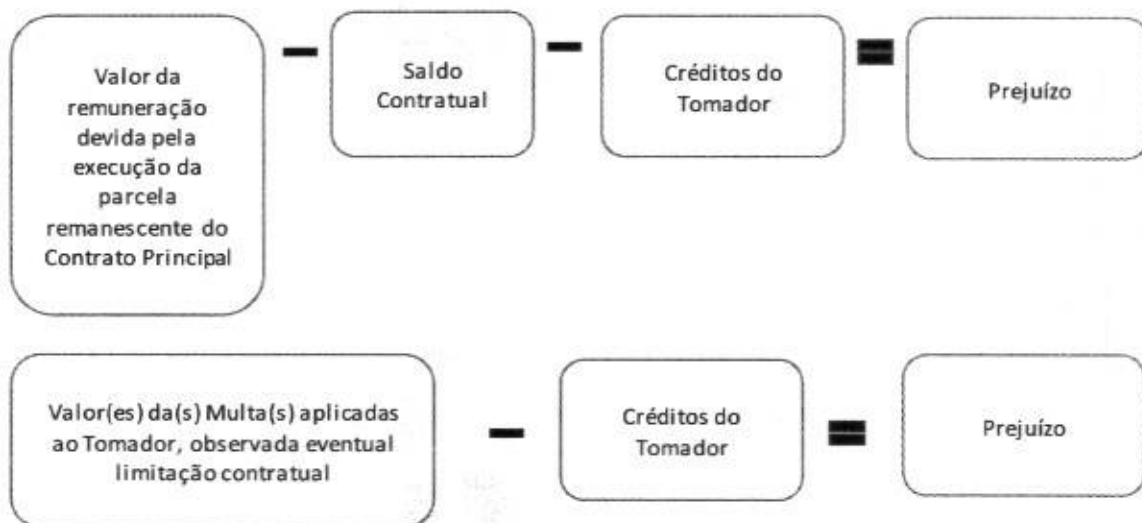 Valor da
remuneração
devida pela
execução da
parcela
remanescente do
Contrato Principal
Saldo
Contratual
Créditos do
Tomador
Prejuízo
Valor(es) da(s) Multa(s) aplicadas
ao Tomador, observada eventual
limitação contratual
Créditos do
Tomador
Prejuízo